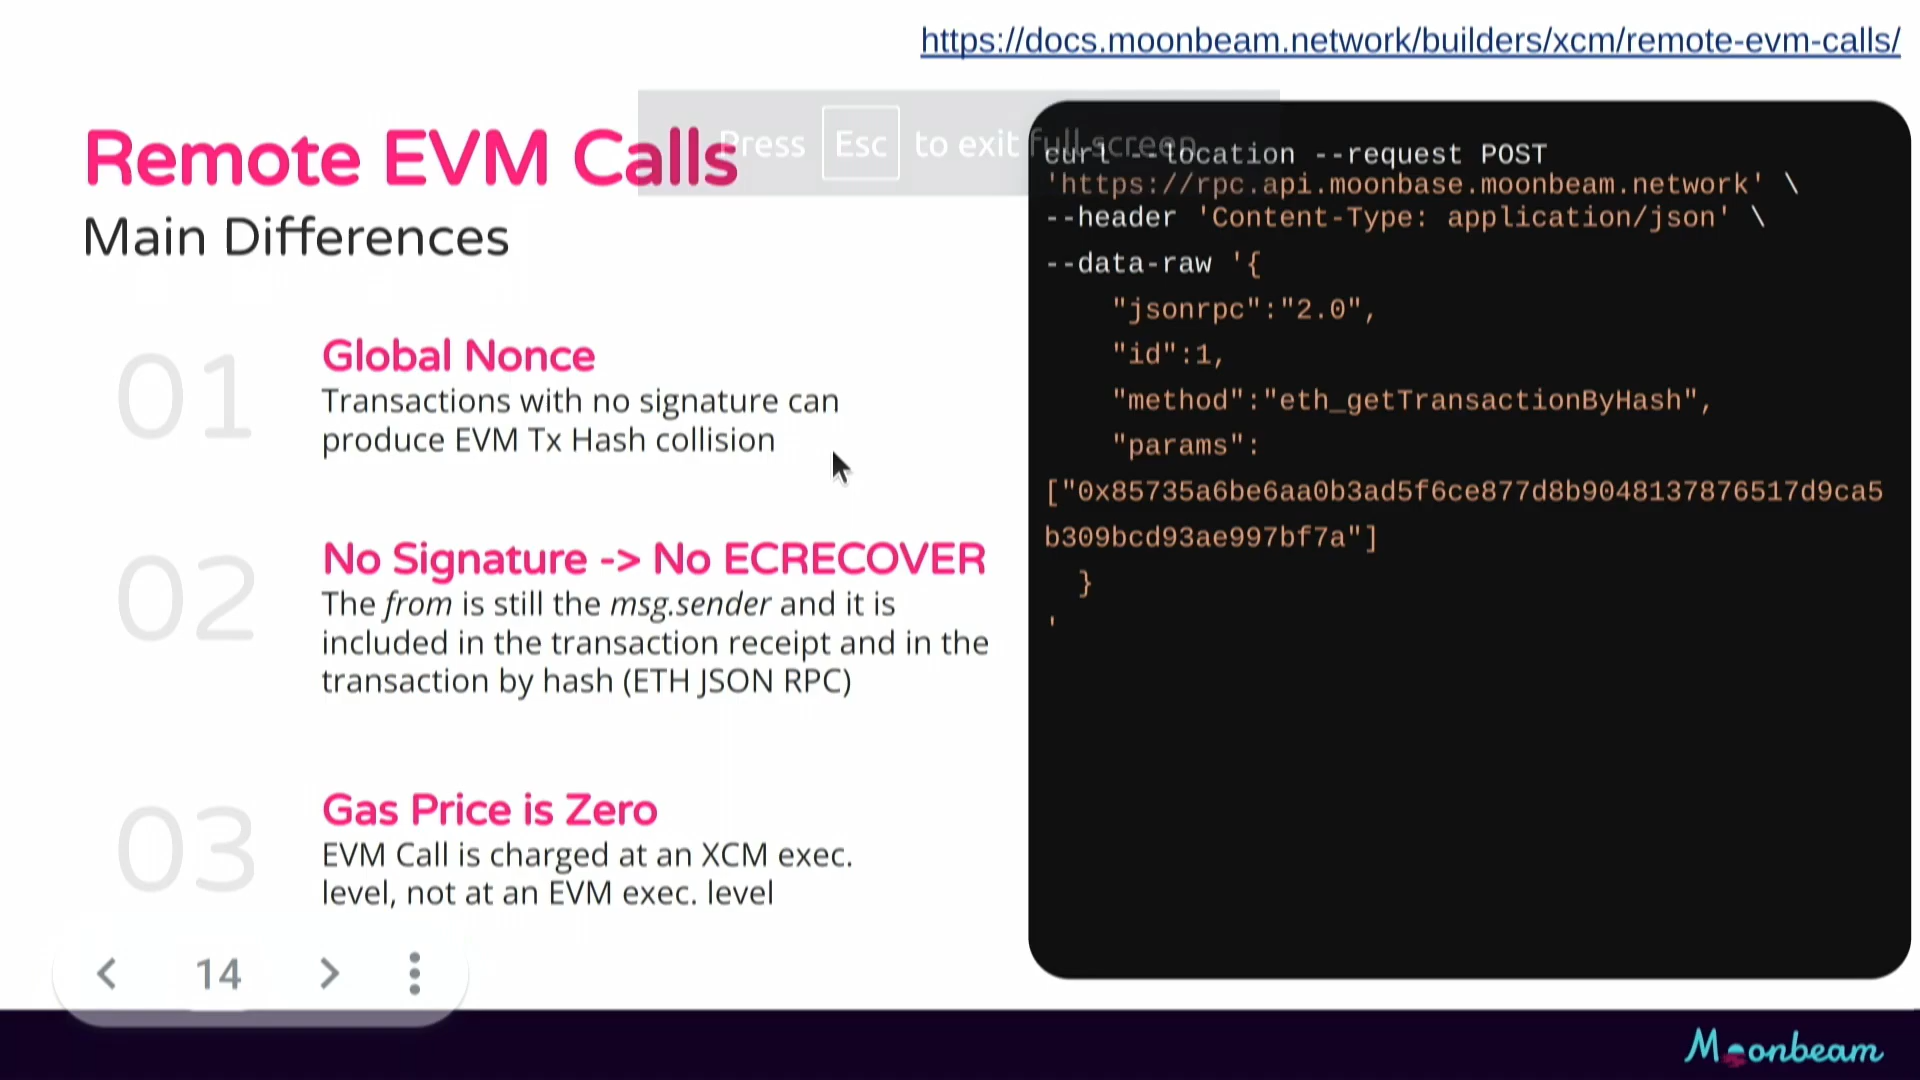 https://docs.moonbeam.network/builders/xcm/remote-evm-calls/
Press Esc to exit full screen
Remote EVM Calls
Main Differences
01
Global Nonce
Transactions with no signature can
produce EVM Tx Hash collision
02
No Signature -> No ECRECOVER
The from is still the msg.sender and it is
included in the transaction receipt and in the
transaction by hash (ETH JSON RPC)
03
Gas Price is Zero
EVM Call is charged at an XCM exec.
level, not at an EVM exec. level
curl --location --request POST
'https://rpc.api.moonbase.moonbeam.network' \
--header 'Content-Type: application/json' \
--data-raw '{
"jsonrpc":"2.0",
"id":1,
"method":"eth_getTransactionByHash",
"params":
["0x85735a6be6aa0b3ad5f6ce877d8b9048137876517d9ca5
b309bcd93ae997bf7a"]
}
'
14
Moonbeam